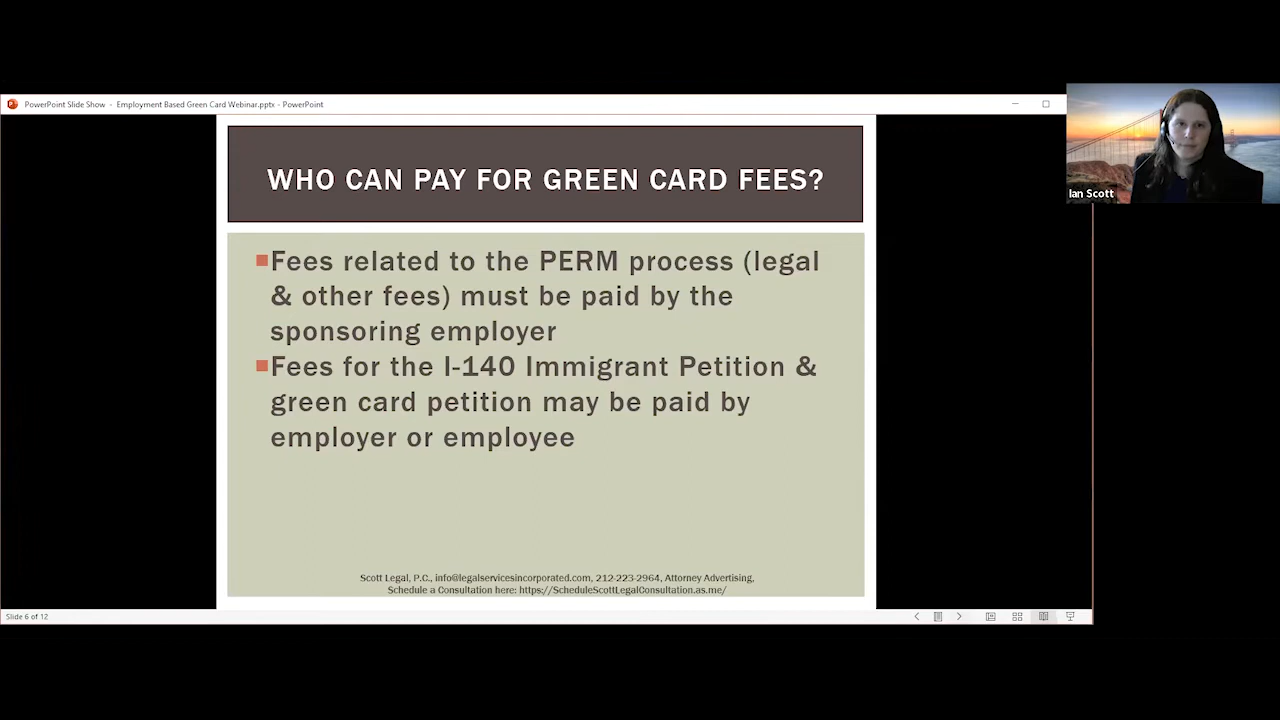 PowerPoint Slide Show - Employment Based Green Card Webinar.pptx - PowerPoint
Ian Scott
WHO CAN PAY FOR GREEN CARD FEES?
Fees related to the PERM process (legal
& other fees) must be paid by the
sponsoring employer
Fees for the I-140 Immigrant Petition &
green card petition may be paid by
employer or employee
Scott Legal, P.C., info@legalservicesincorporated.com, 212-223-2964, Attorney Advertising,
Schedule a Consultation here: https://ScheduleScottLegalConsultation.as.me/
Slide 6 of 12